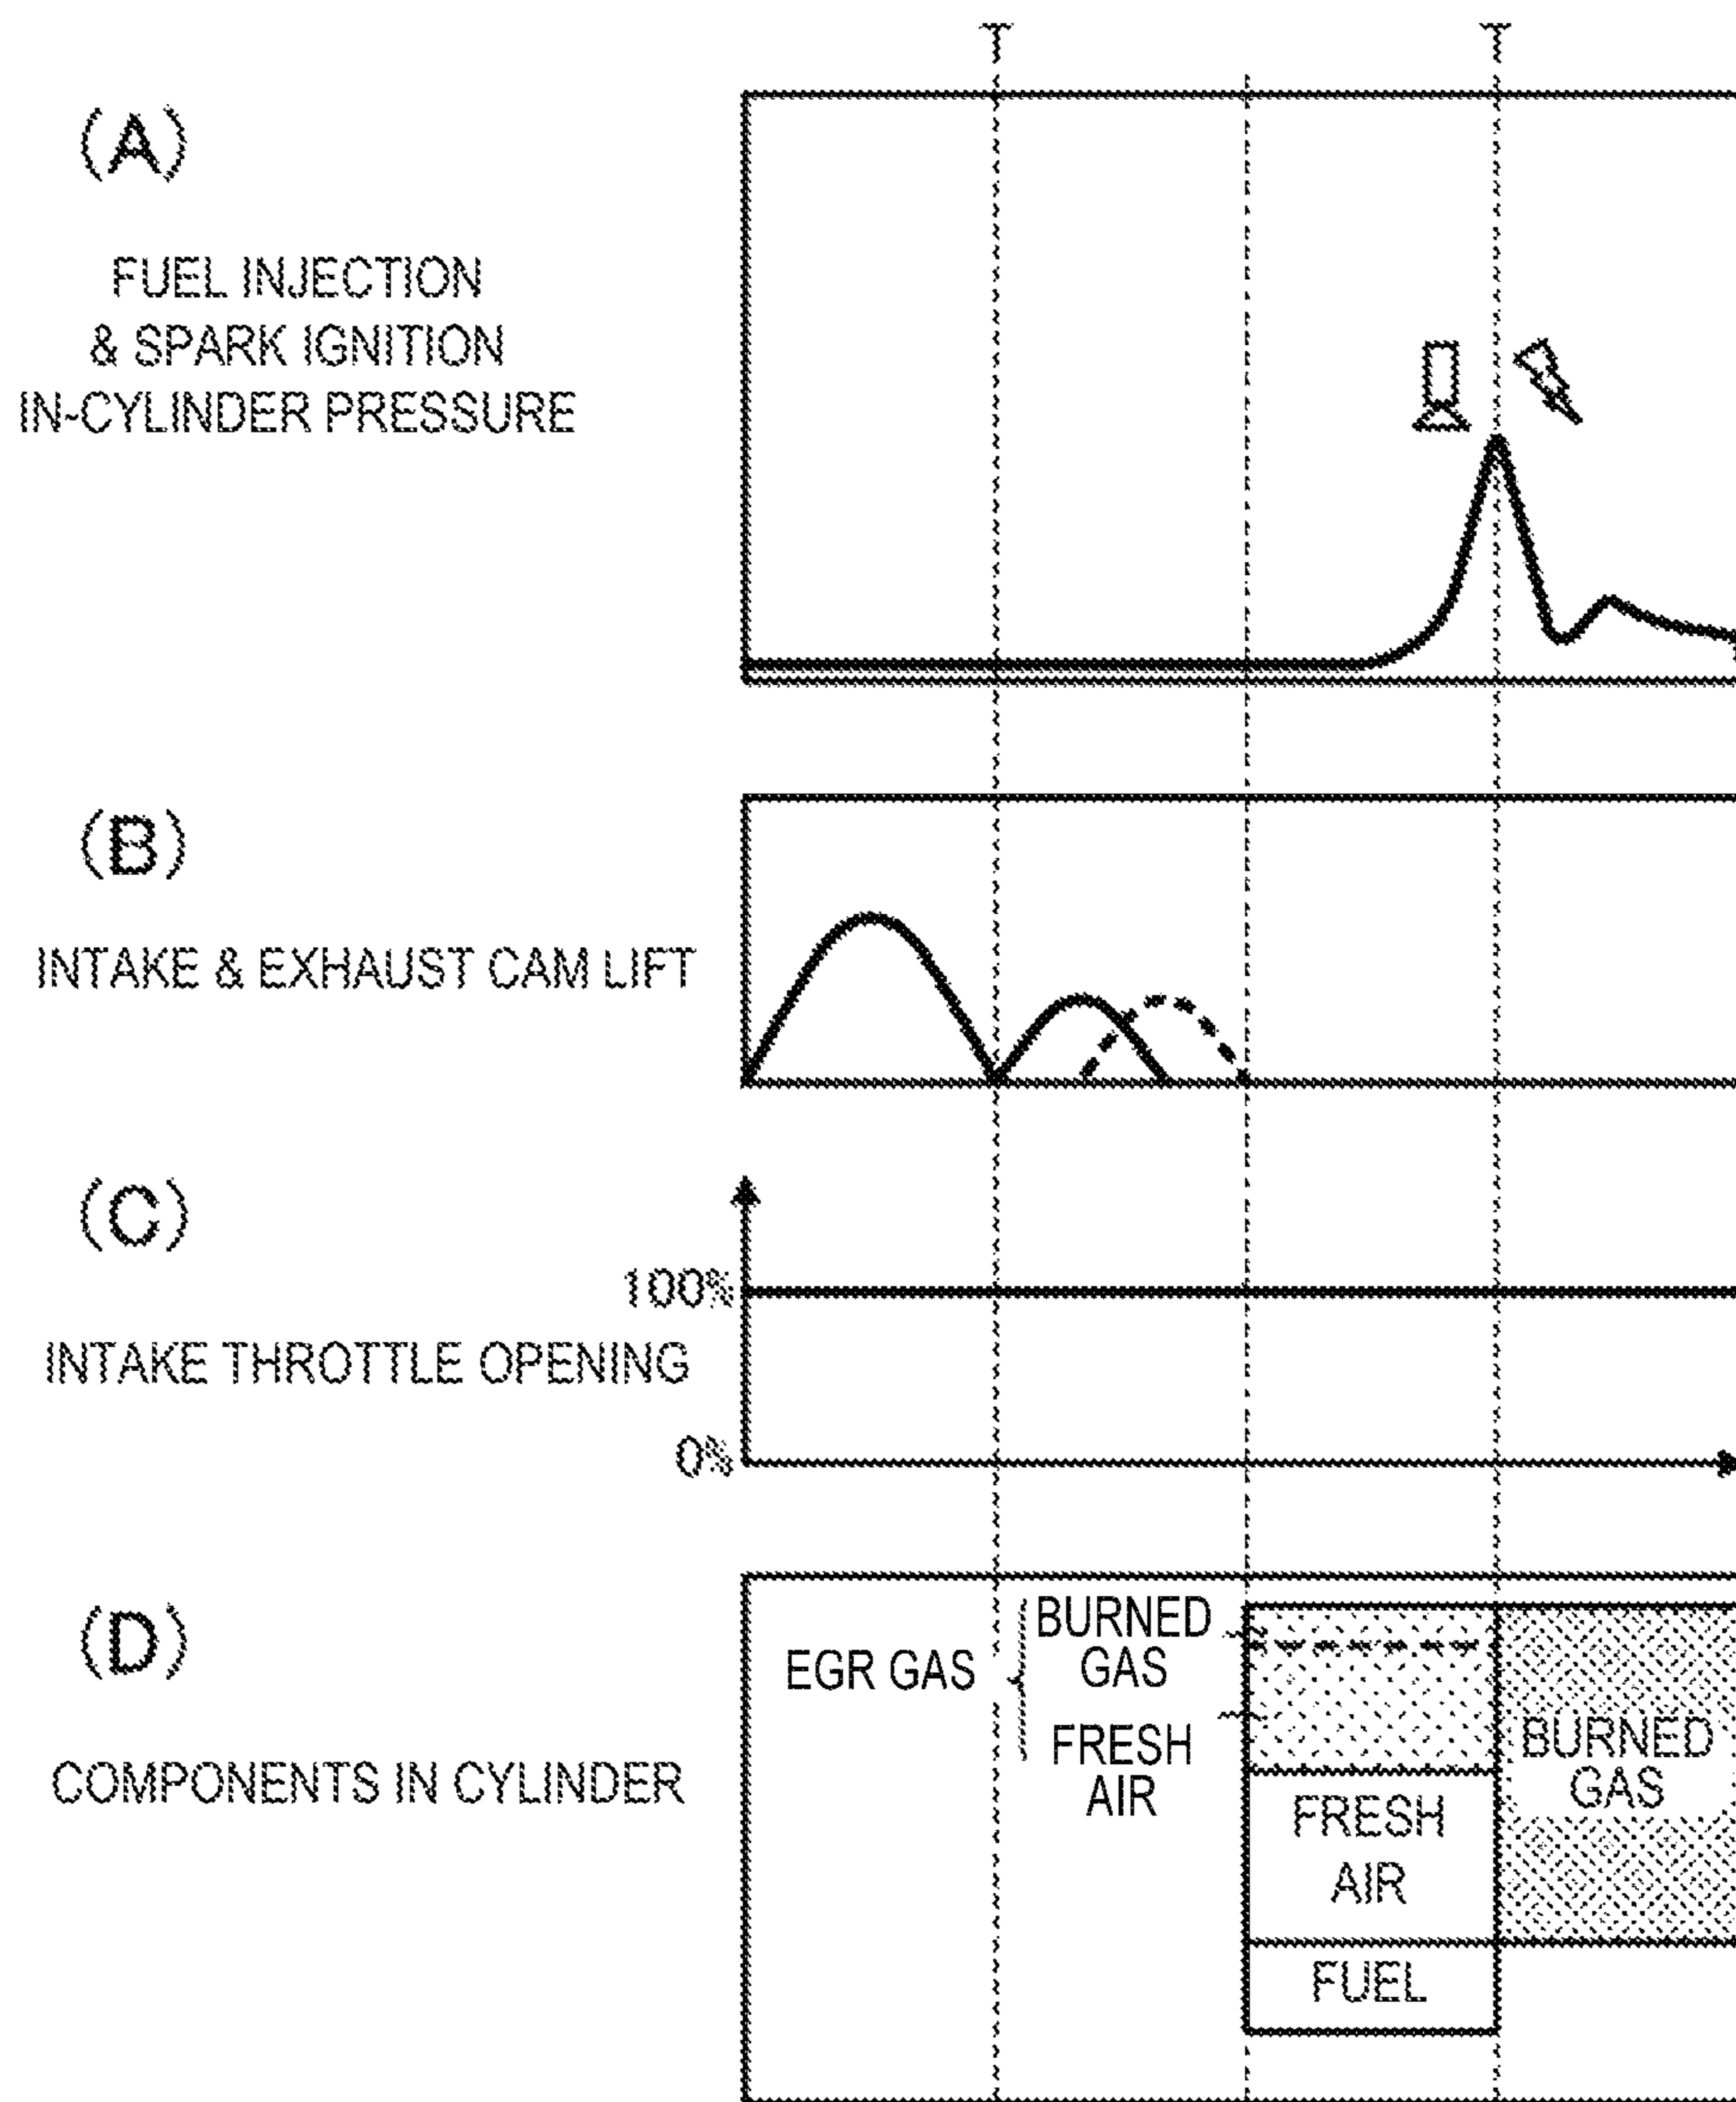 T
T
(A)
FUEL INJECTION
& SPARK IGNITION
IN-CYLINDER PRESSURE
(B)
INTAKE & EXHAUST CAM LIFT
(C)
100%
INTAKE THROTTLE OPENING
0%
(D)
COMPONENTS IN CYLINDER
EGR GAS
BURNED
GAS
FRESH
AIR
FRESH
AIR
FUEL
BURNED
GAS